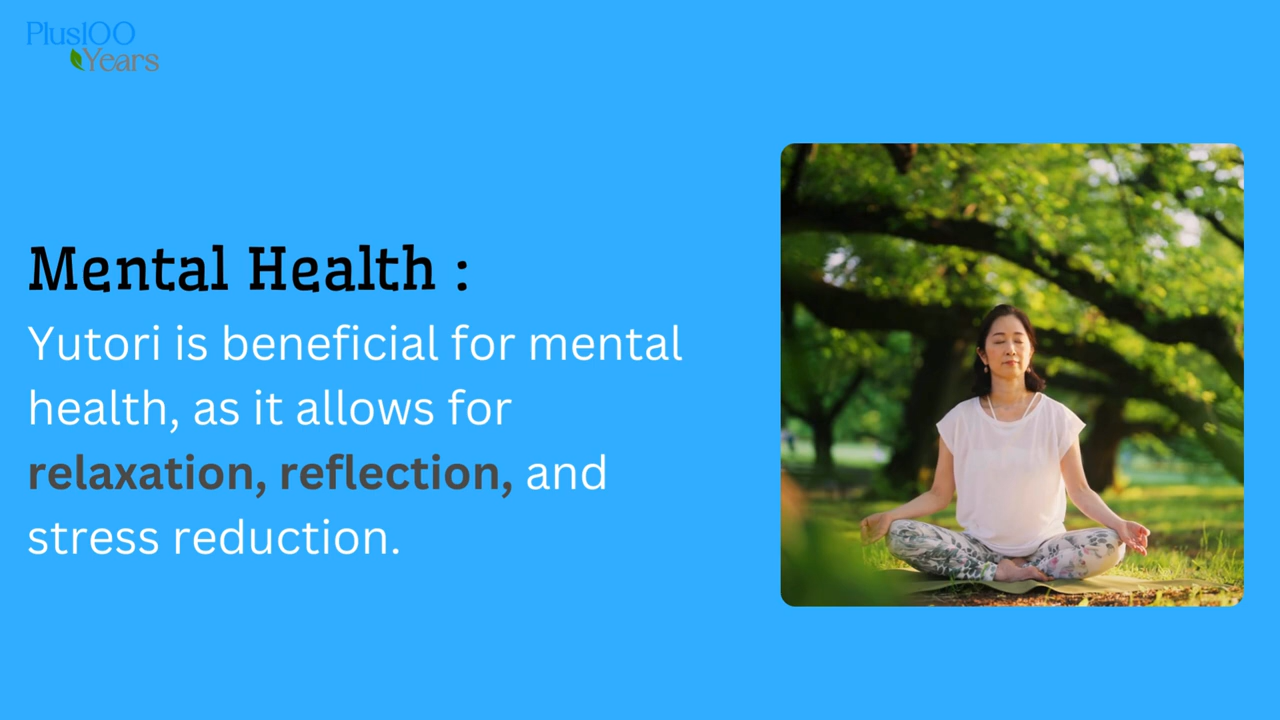 Plus100
Years
Mental Health :
Yutori is beneficial for mental
health, as it allows for
relaxation, reflection, and
stress reduction.